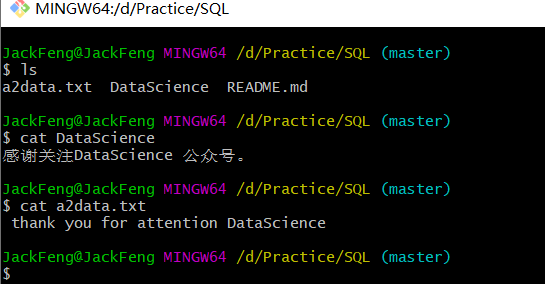 MINGW64:/d/Practice/SQL
JackFeng@JackFeng MINGW64 /d/Practice/SQL (master)
$ ls
a2data.txt  DataScience  README.md
JackFeng@JackFeng MINGW64 /d/Practice/SQL (master)
$ cat DataScience
感谢关注DataScience 公众号。
JackFeng@JackFeng MINGW64 /d/Practice/SQL (master)
$ cat a2data.txt
 thank you for attention DataScience
JackFeng@JackFeng MINGW64 /d/Practice/SQL (master)
$